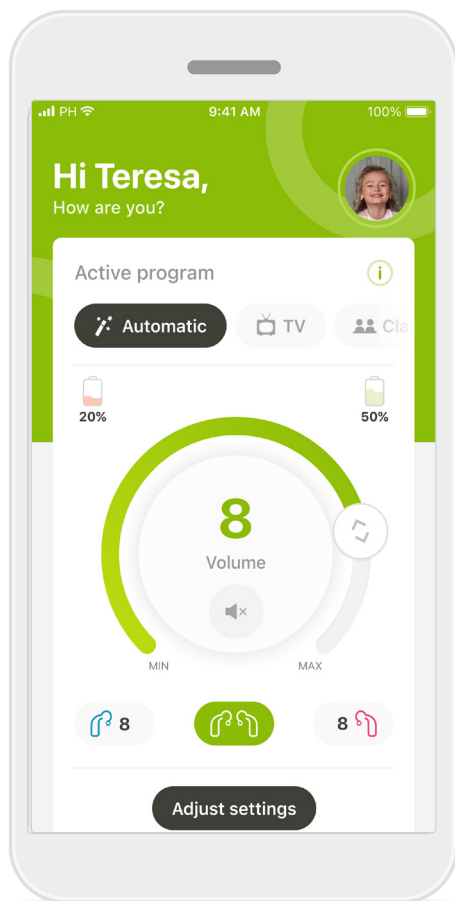 PH 9:41 AM 100%
Hi Teresa,
How are you?
Active program i
Automatic TV Cla
20% 50%
8
Volume
MIN MAX
8 8
Adjust settings